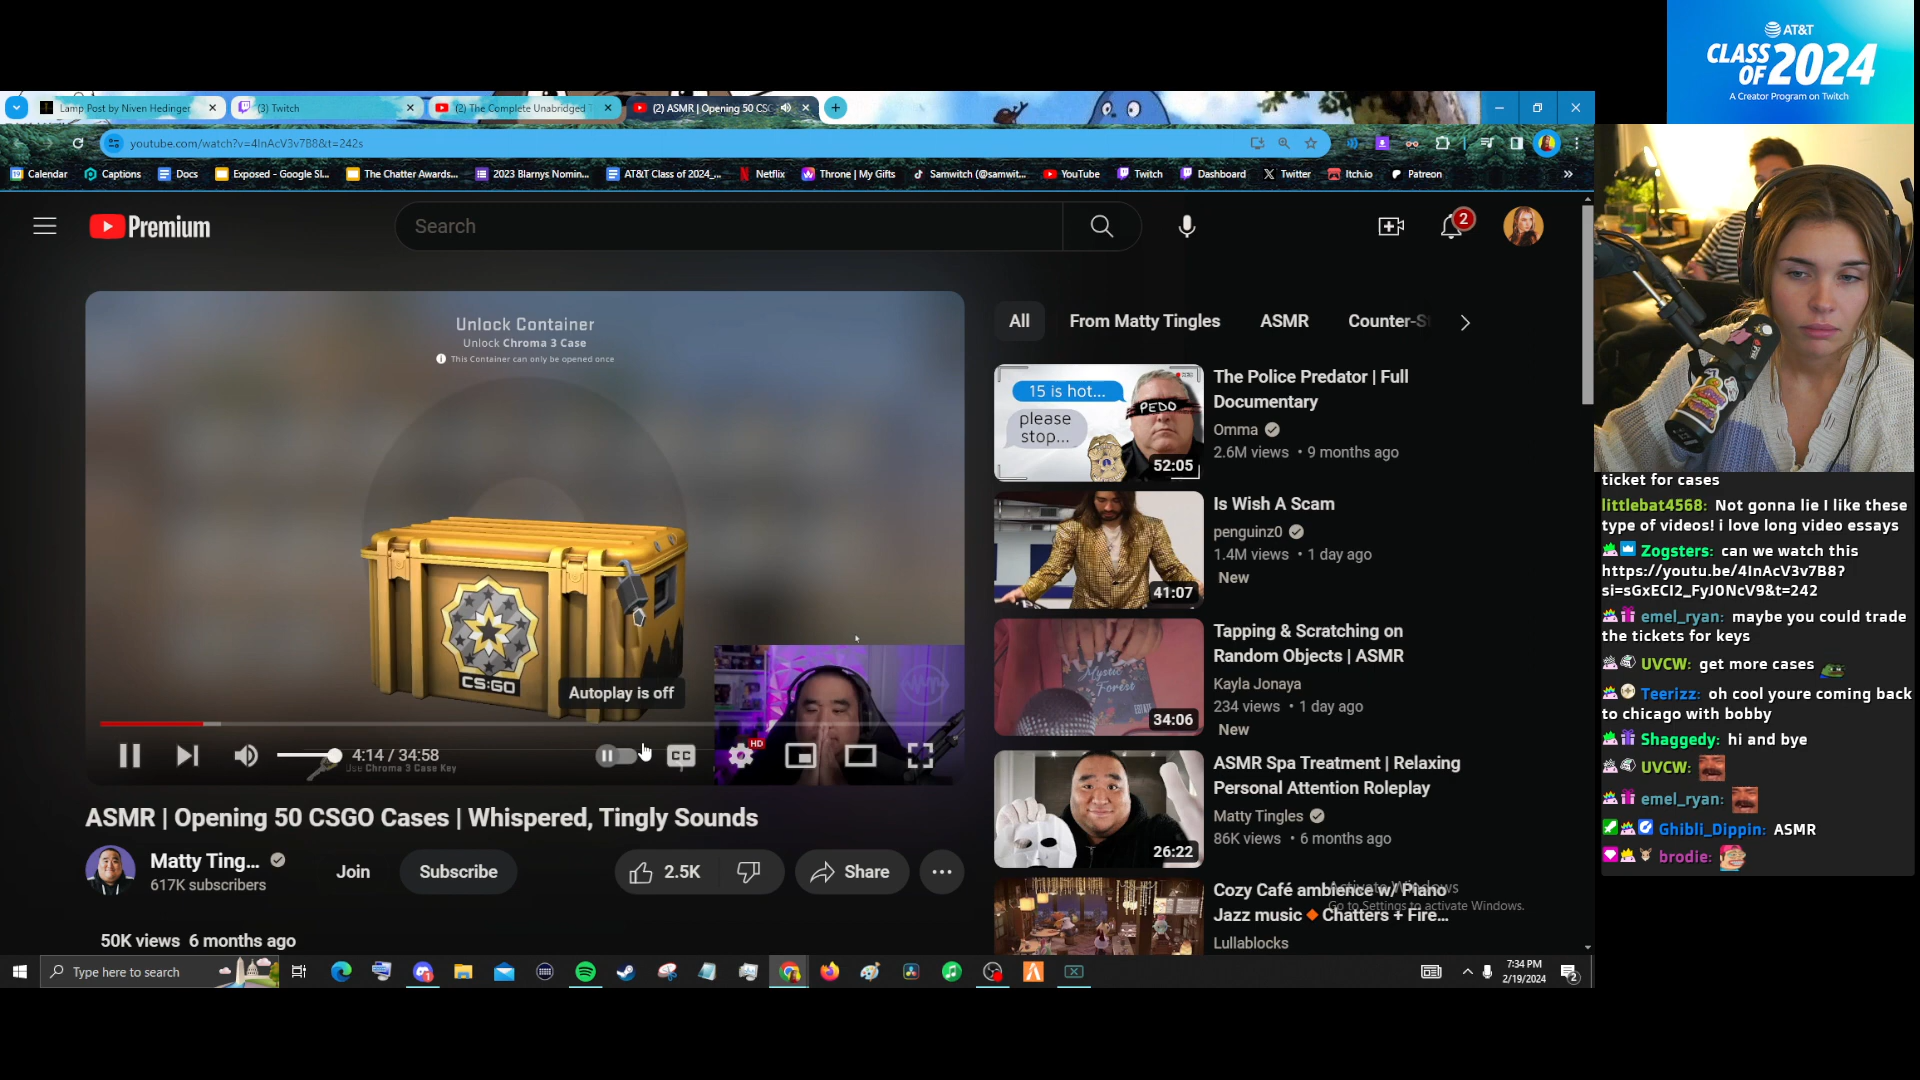 AT&T
CLASS
OF 2024
A Creator Program on Twitch
Lamp Post by Niven Hedinger
(3) Twitch
(2) The Complete Unabridged T
(2) ASMR | Opening 50 CSG
youtube.com/watch?v=4InAcV3v7B8&t=242s
Calendar
Captions
Docs
Exposed - Google Sl...
The Chatter Awards...
2023 Blarnys Nomin...
AT&T Class of 2024_...
Netflix
Throne | My Gifts
Samwitch (@samwit...
YouTube
Twitch
Dashboard
Twitter
Itch.io
Patreon
Premium
Search
2
Unlock Container
Unlock Chroma 3 Case
This Container can only be opened once
CS:GO
Autoplay is off
4:14 / 34:58
CC
HD
Use Chroma 3 Case Key
ASMR | Opening 50 CSGO Cases | Whispered, Tingly Sounds
Matty Ting...
617K subscribers
Join
Subscribe
2.5K
Share
50K views 6 months ago
All
From Matty Tingles
ASMR
Counter-S
15 is hot...
please
stop...
PEDO
52:05
The Police Predator | Full
Documentary
Omma
2.6M views • 9 months ago
41:07
Is Wish A Scam
penguinz0
1.4M views • 1 day ago
New
Mystic
Forest
34:06
Tapping & Scratching on
Random Objects | ASMR
Kayla Jonaya
234 views • 1 day ago
New
26:22
ASMR Spa Treatment | Relaxing
Personal Attention Roleplay
Matty Tingles
86K views • 6 months ago
Cozy Café ambience w/ Piano
Jazz music 🔸 Chatters + Fire...
Lullablocks
Activate Windows
Go to Settings to activate Windows.
ticket for cases
littlebat4568: Not gonna lie I like these
type of videos! i love long video essays
Zogsters: can we watch this
https://youtu.be/4InAcV3v7B8?
si=sGxECI2_FyJ0NcV9&t=242
emel_ryan: maybe you could trade
the tickets for keys
UVCW: get more cases
Teerizz: oh cool youre coming back
to chicago with bobby
Shaggedy: hi and bye
UVCW:
emel_ryan:
Ghibli_Dippin: ASMR
brodie:
Type here to search
7:34 PM
2/19/2024
2